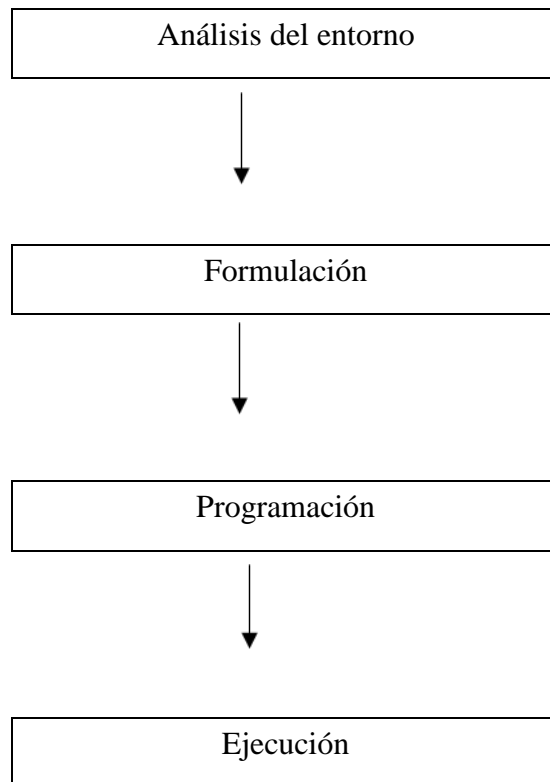 Análisis del entorno
Formulación
Programación
Ejecución